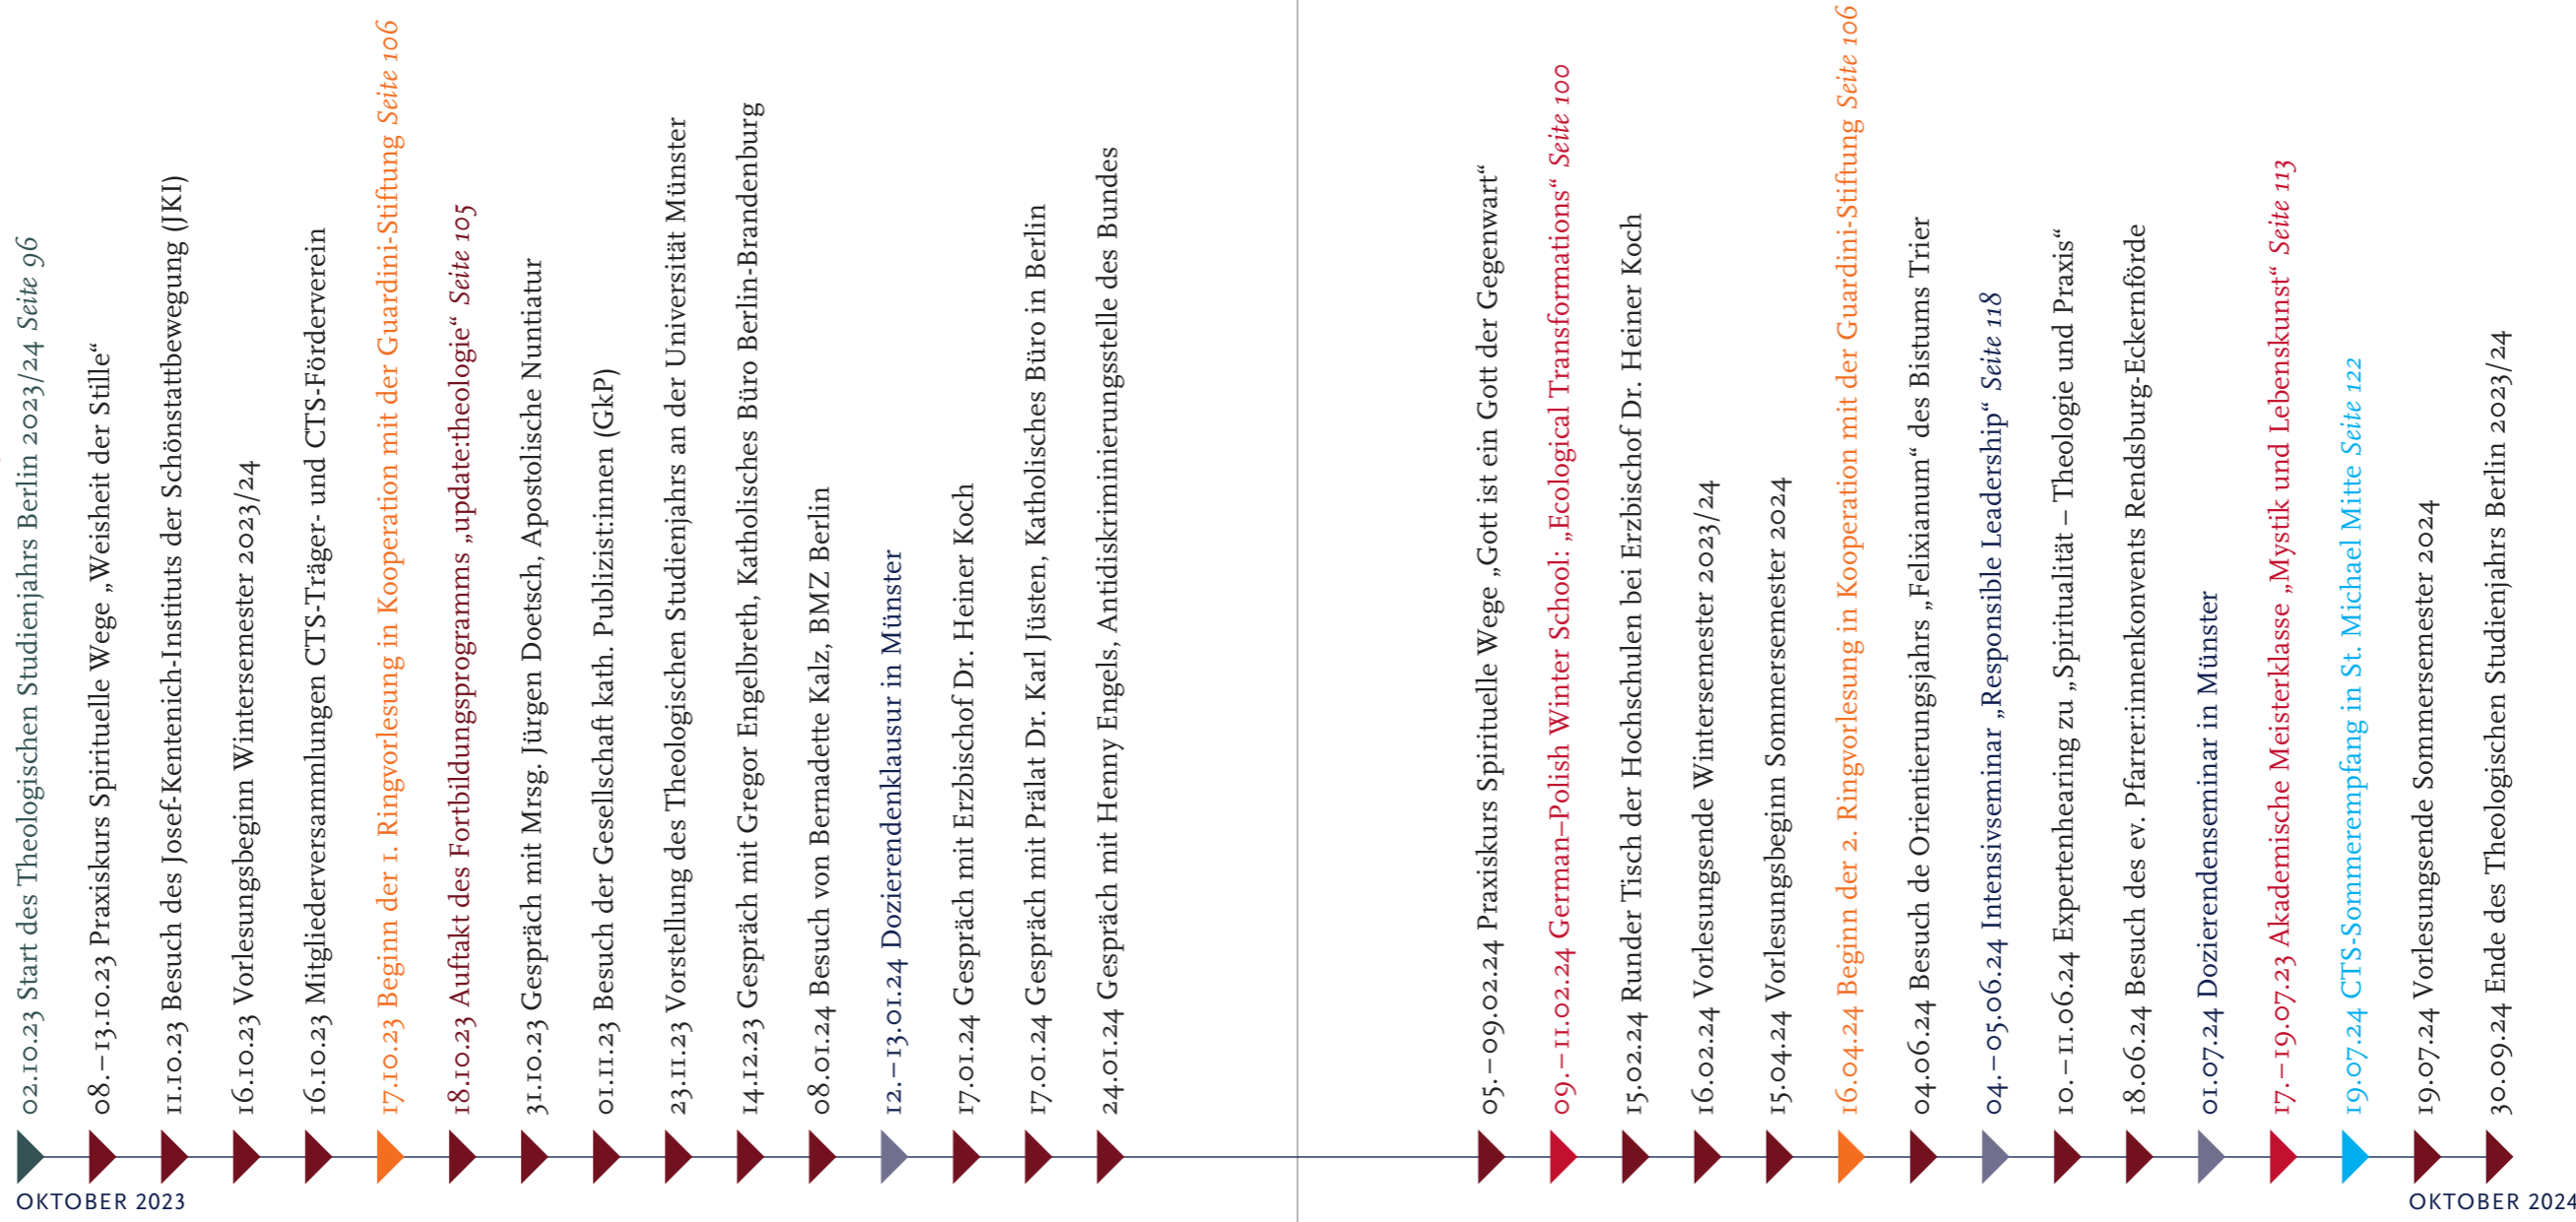 02.10.23 Start des Theologischen Studienjahrs Berlin 2023/24 Seite 96
08.–13.10.23 Praxiskurs Spirituelle Wege „Weisheit der Stille“
11.10.23 Besuch des Josef-Kentenich-Instituts der Schönstattbewegung (JKI)
16.10.23 Vorlesungsbeginn Wintersemester 2023/24
16.10.23 Mitgliederversammlungen CTS-Träger- und CTS-Förderverein
17.10.23 Beginn der 1. Ringvorlesung in Kooperation mit der Guardini-Stiftung Seite 106
18.10.23 Auftakt des Fortbildungsprogramms „update:theologie“ Seite 105
31.10.23 Gespräch mit Mrsg. Jürgen Doetsch, Apostolische Nuntiatur
01.11.23 Besuch der Gesellschaft kath. Publizist:innen (GkP)
23.11.23 Vorstellung des Theologischen Studienjahrs an der Universität Münster
14.12.23 Gespräch mit Gregor Engelbreth, Katholisches Büro Berlin-Brandenburg
08.01.24 Besuch von Bernadette Kalz, BMZ Berlin
12.–13.01.24 Dozierendenklausur in Münster
17.01.24 Gespräch mit Erzbischof Dr. Heiner Koch
17.01.24 Gespräch mit Prälat Dr. Karl Jüsten, Katholisches Büro in Berlin
24.01.24 Gespräch mit Henny Engels, Antidiskriminierungsstelle des Bundes
05.–09.02.24 Praxiskurs Spirituelle Wege „Gott ist ein Gott der Gegenwart“
09.–11.02.24 German–Polish Winter School: „Ecological Transformations“ Seite 100
15.02.24 Runder Tisch der Hochschulen bei Erzbischof Dr. Heiner Koch
16.02.24 Vorlesungsende Wintersemester 2023/24
15.04.24 Vorlesungsbeginn Sommersemester 2024
16.04.24 Beginn der 2. Ringvorlesung in Kooperation mit der Guardini-Stiftung Seite 106
04.06.24 Besuch de Orientierungsjahrs „Felixianum“ des Bistums Trier
04.–05.06.24 Intensivseminar „Responsible Leadership“ Seite 118
10.–11.06.24 Expertenhearing zu „Spiritualität – Theologie und Praxis“
18.06.24 Besuch des ev. Pfarrer:innenkonvents Rendsburg-Eckernförde
01.07.24 Dozierendenseminar in Münster
17.–19.07.23 Akademische Meisterklasse „Mystik und Lebenskunst“ Seite 113
19.07.24 CTS-Sommerempfang in St. Michael Mitte Seite 122
19.07.24 Vorlesungsende Sommersemester 2024
30.09.24 Ende des Theologischen Studienjahrs Berlin 2023/24
OKTOBER 2023
OKTOBER 2024